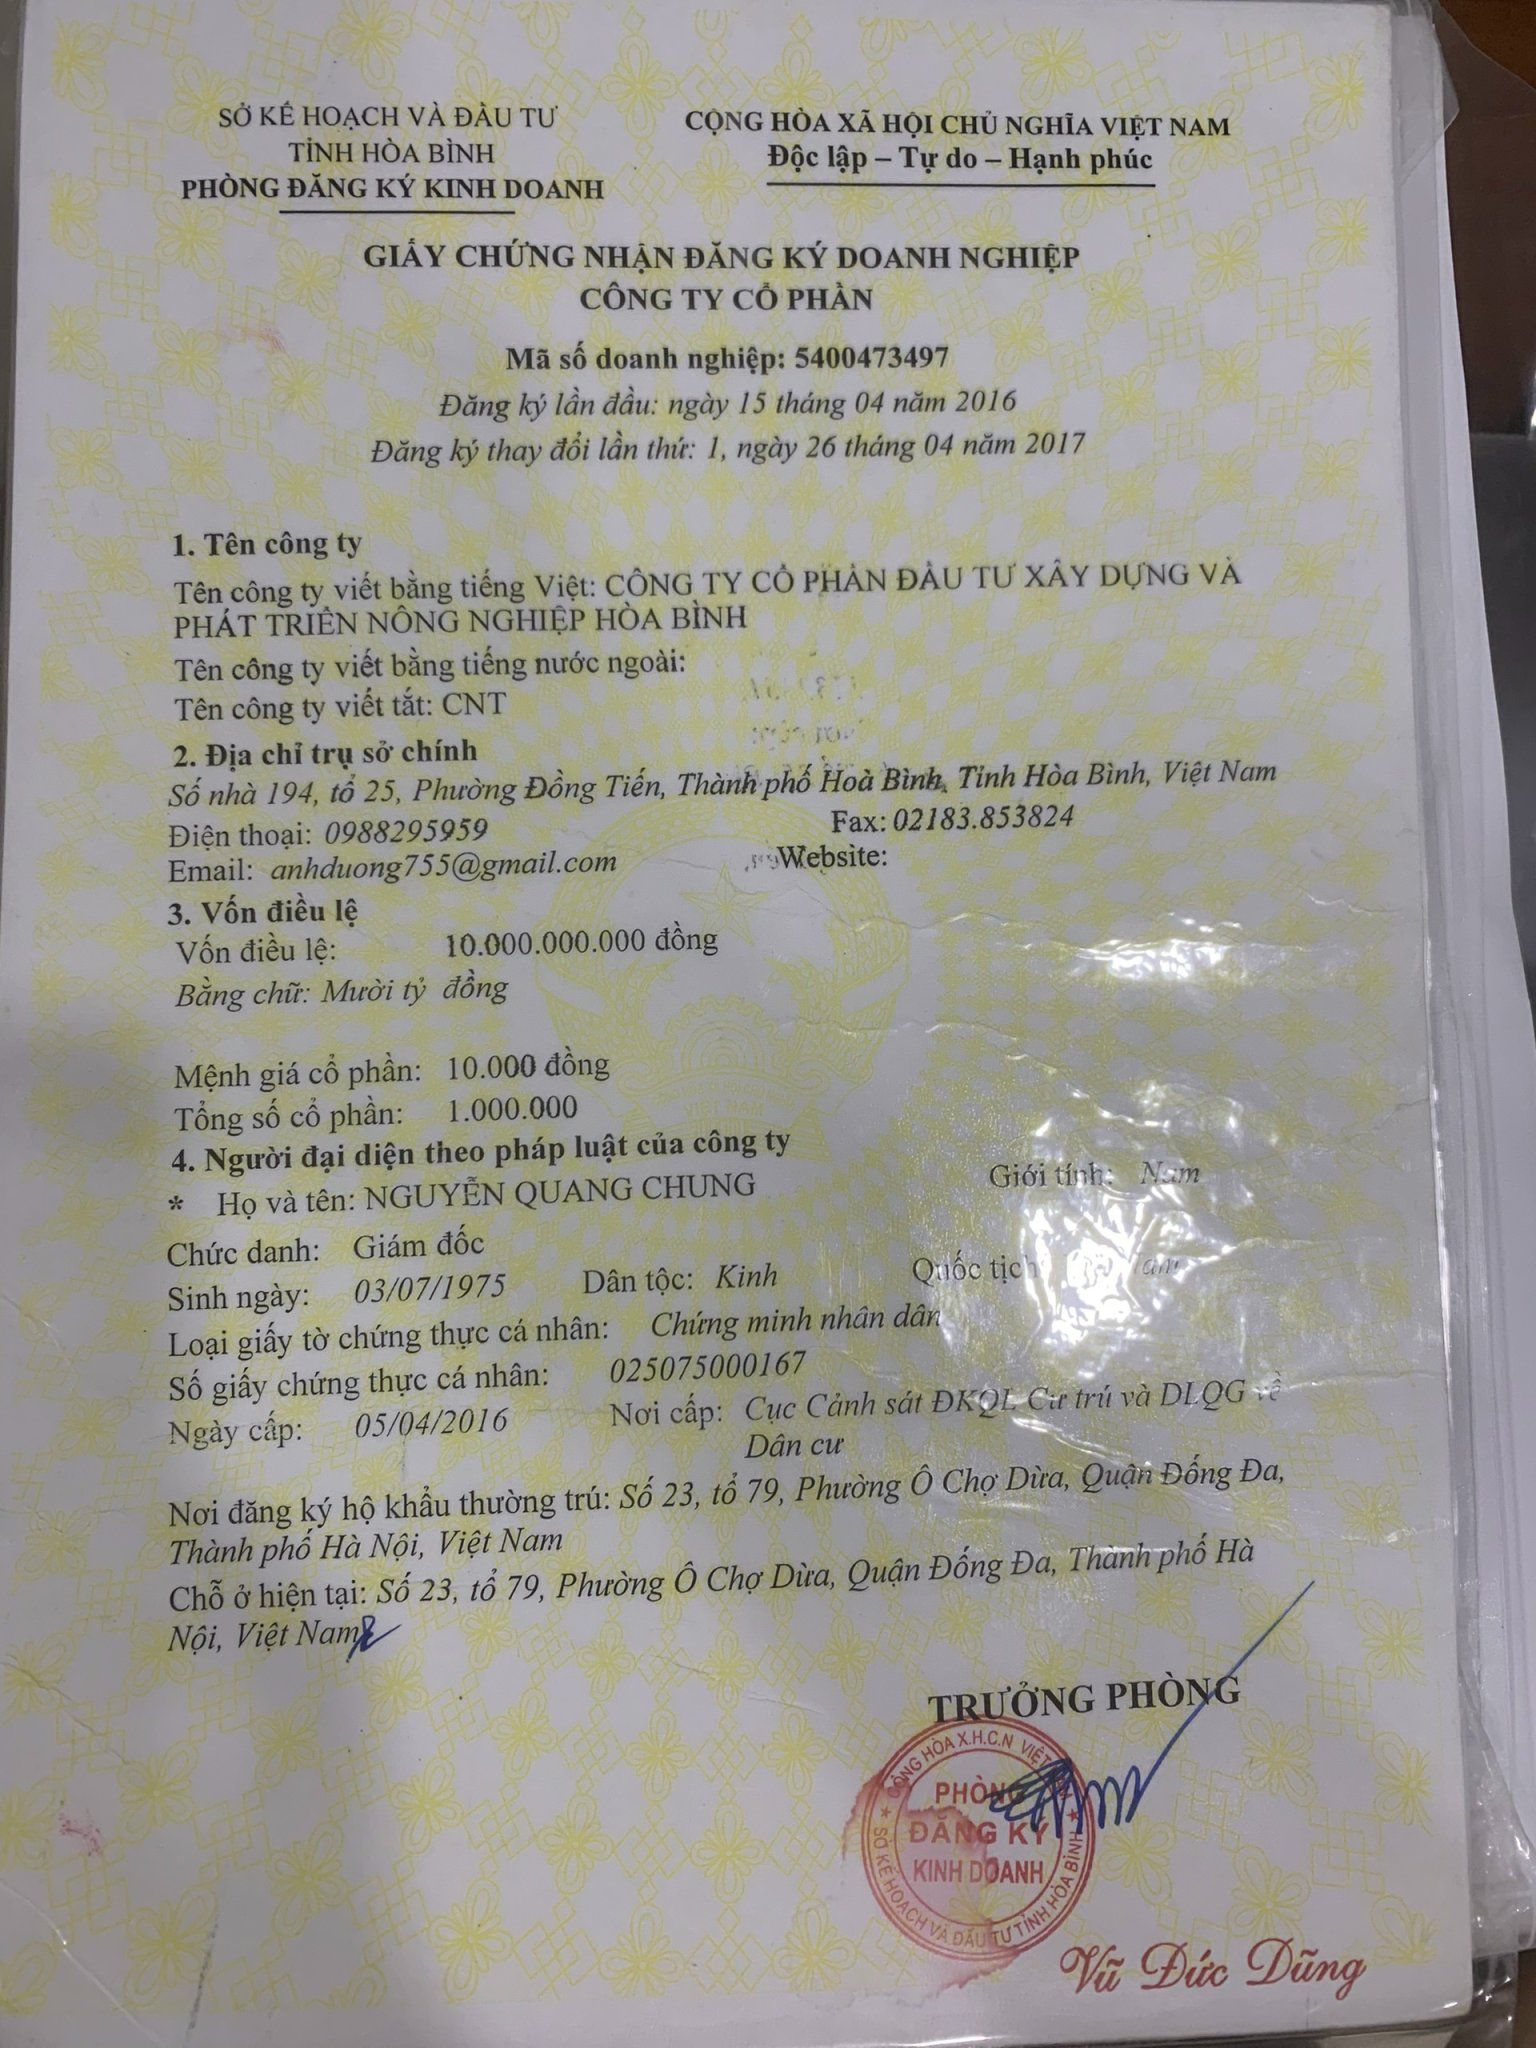 SỞ KẾ HOẠCH VÀ ĐẦU TƯ
TỈNH HÒA BÌNH
PHÒNG ĐĂNG KÝ KINH DOANH
CỘNG HÒA XÃ HỘI CHỦ NGHĨA VIỆT NAM
Độc lập – Tự do – Hạnh phúc
GIẤY CHỨNG NHẬN ĐĂNG KÝ DOANH NGHIỆP
CÔNG TY CỔ PHẦN
Mã số doanh nghiệp: 5400473497
Đăng ký lần đầu: ngày 15 tháng 04 năm 2016
Đăng ký thay đổi lần thứ: 1, ngày 26 tháng 04 năm 2017
1. Tên công ty
Tên công ty viết bằng tiếng Việt: CÔNG TY CỔ PHẦN ĐẦU TƯ XÂY DỰNG VÀ
PHÁT TRIỂN NÔNG NGHIỆP HÒA BÌNH
Tên công ty viết bằng tiếng nước ngoài:
Tên công ty viết tắt: CNT
2. Địa chỉ trụ sở chính
Số nhà 194, tổ 25, Phường Đồng Tiến, Thành phố Hoà Bình, Tỉnh Hòa Bình, Việt Nam
Điện thoại: 0988295959 Fax: 02183.853824
Email: anhduong755@gmail.com Website:
3. Vốn điều lệ
Vốn điều lệ: 10.000.000.000 đồng
Bằng chữ: Mười tỷ đồng
Mệnh giá cổ phần: 10.000 đồng
Tổng số cổ phần: 1.000.000
4. Người đại diện theo pháp luật của công ty
* Họ và tên: NGUYỄN QUANG CHUNG Giới tính: Nam
Chức danh: Giám đốc
Sinh ngày: 03/07/1975 Dân tộc: Kinh Quốc tịch
Loại giấy tờ chứng thực cá nhân: Chứng minh nhân dân
Số giấy chứng thực cá nhân: 025075000167
Ngày cấp: 05/04/2016 Nơi cấp: Cục Cảnh sát ĐKQL Cư trú và DLQG về
Dân cư
Nơi đăng ký hộ khẩu thường trú: Số 23, tổ 79, Phường Ô Chợ Dừa, Quận Đống Đa,
Thành phố Hà Nội, Việt Nam
Chỗ ở hiện tại: Số 23, tổ 79, Phường Ô Chợ Dừa, Quận Đống Đa, Thành phố Hà
Nội, Việt Nam
TRƯỞNG PHÒNG
CỘNG HÒA X.H.C.N VIỆT
PHÒNG
ĐĂNG KÝ
KINH DOANH
SỞ KẾ HOẠCH VÀ ĐẦU TƯ TỈNH HÒA BÌNH
Vũ Đức Dũng